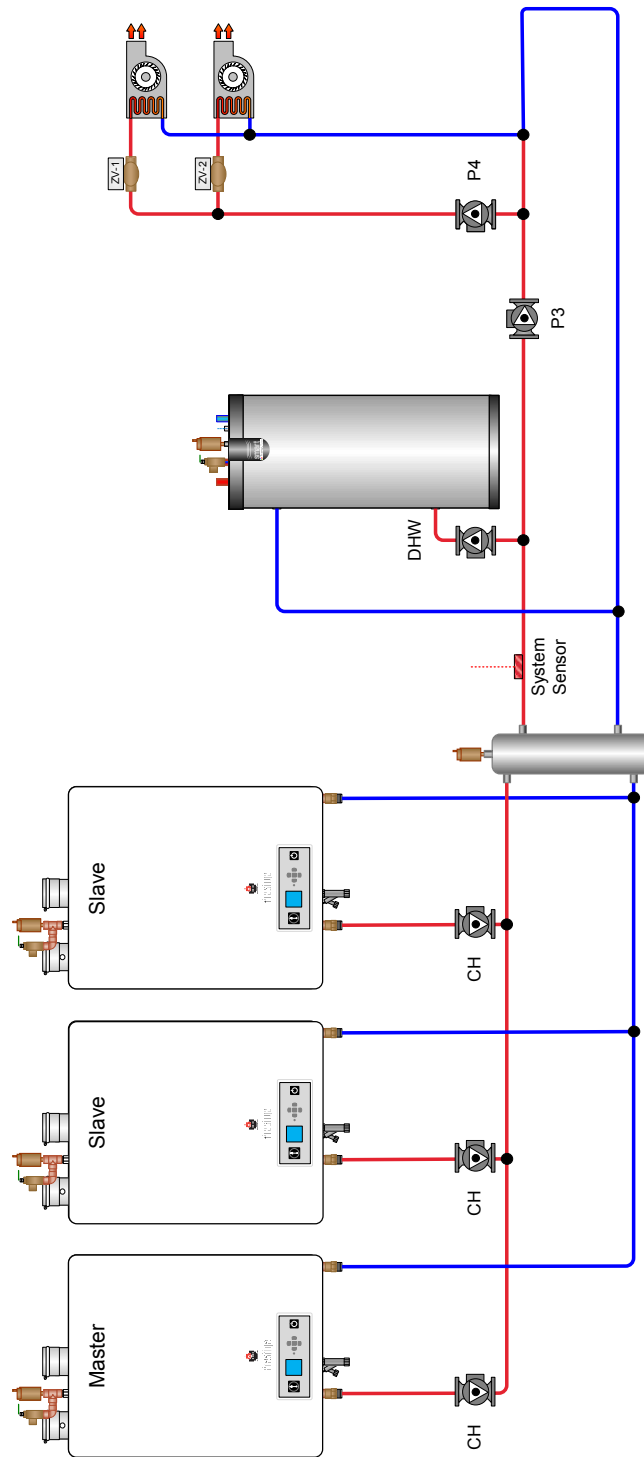 Master
Slave
Slave
CH
CH
CH
System
Sensor
DHW
P3
P4
ZV-1
ZV-2